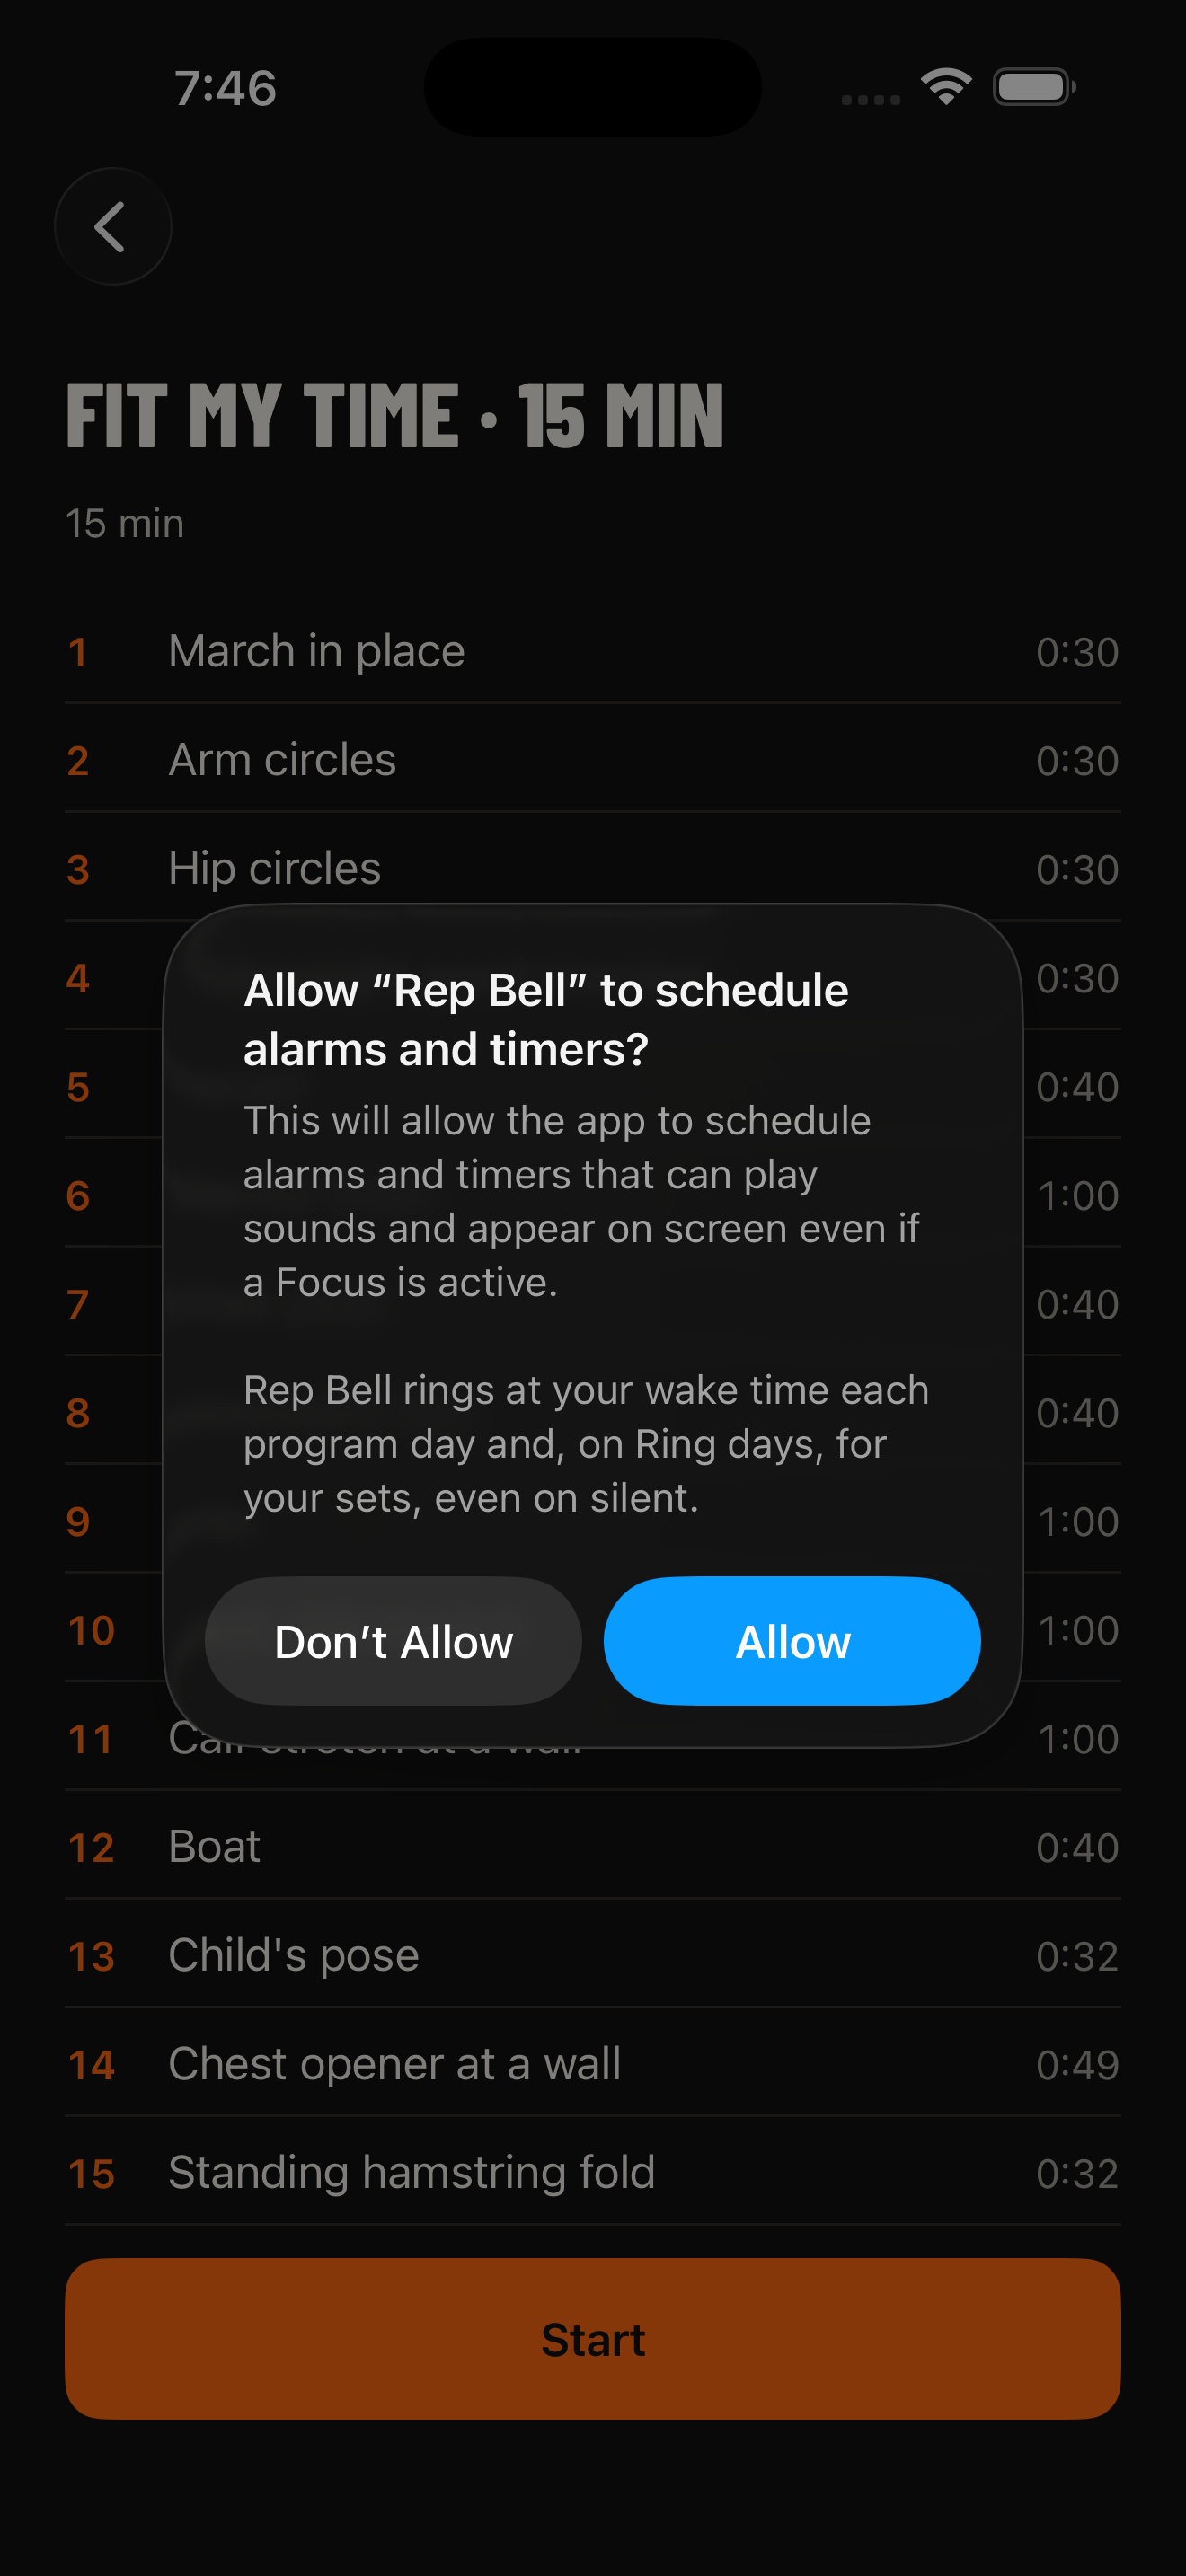 7:46
FIT MY TIME · 15 MIN
15 min
1 March in place 0:30
2 Arm circles 0:30
3 Hip circles 0:30
4 0:30
5 0:40
6 1:00
7 0:40
8 0:40
9 1:00
10 1:00
11 Calf stretch at a wall 1:00
12 Boat 0:40
13 Child's pose 0:32
14 Chest opener at a wall 0:49
15 Standing hamstring fold 0:32
Start
Allow “Rep Bell” to schedule
alarms and timers?
This will allow the app to schedule
alarms and timers that can play
sounds and appear on screen even if
a Focus is active.
Rep Bell rings at your wake time each
program day and, on Ring days, for
your sets, even on silent.
Don’t Allow
Allow